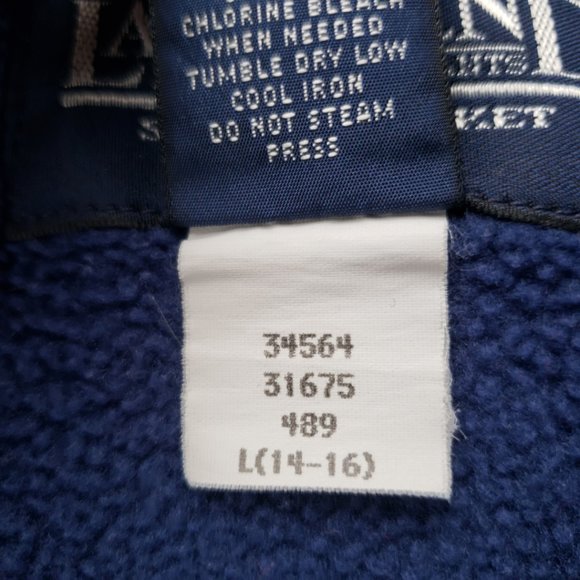 CHLORINE BLEACH
WHEN NEEDED
TUMBLE DRY LOW
COOL IRON
DO NOT STEAM
PRESS
34564
31675
489
L(14-16)